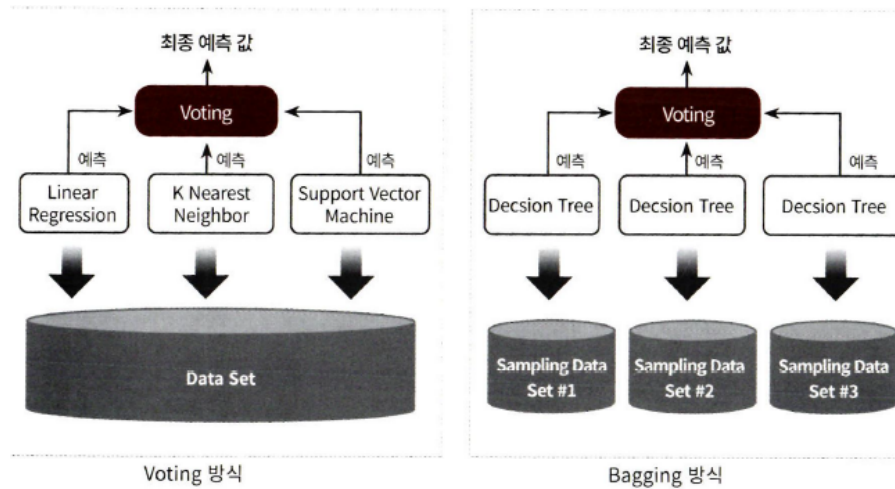 최종 예측 값
Voting
예측
예측
예측
Linear
Regression
K Nearest
Neighbor
Support Vector
Machine
Data Set
Voting 방식
최종 예측 값
Voting
예측
예측
예측
Decsion Tree
Decsion Tree
Decsion Tree
Sampling Data
Set #1
Sampling Data
Set #2
Sampling Data
Set #3
Bagging 방식